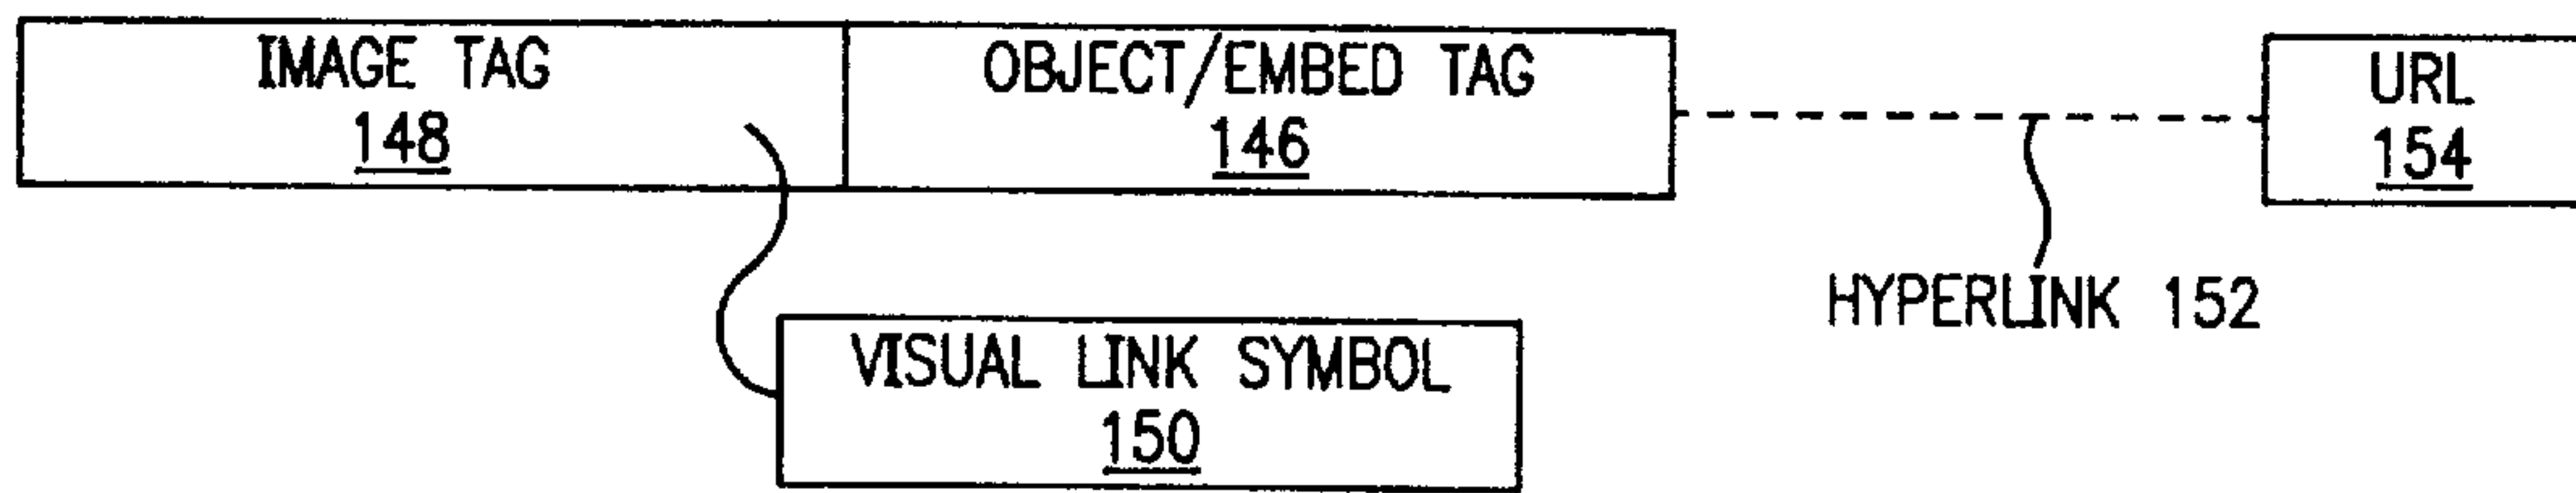 IMAGE TAG
148
OBJECT/EMBED TAG
146
URL
154
HYPERLINK 152
VISUAL LINK SYMBOL
150